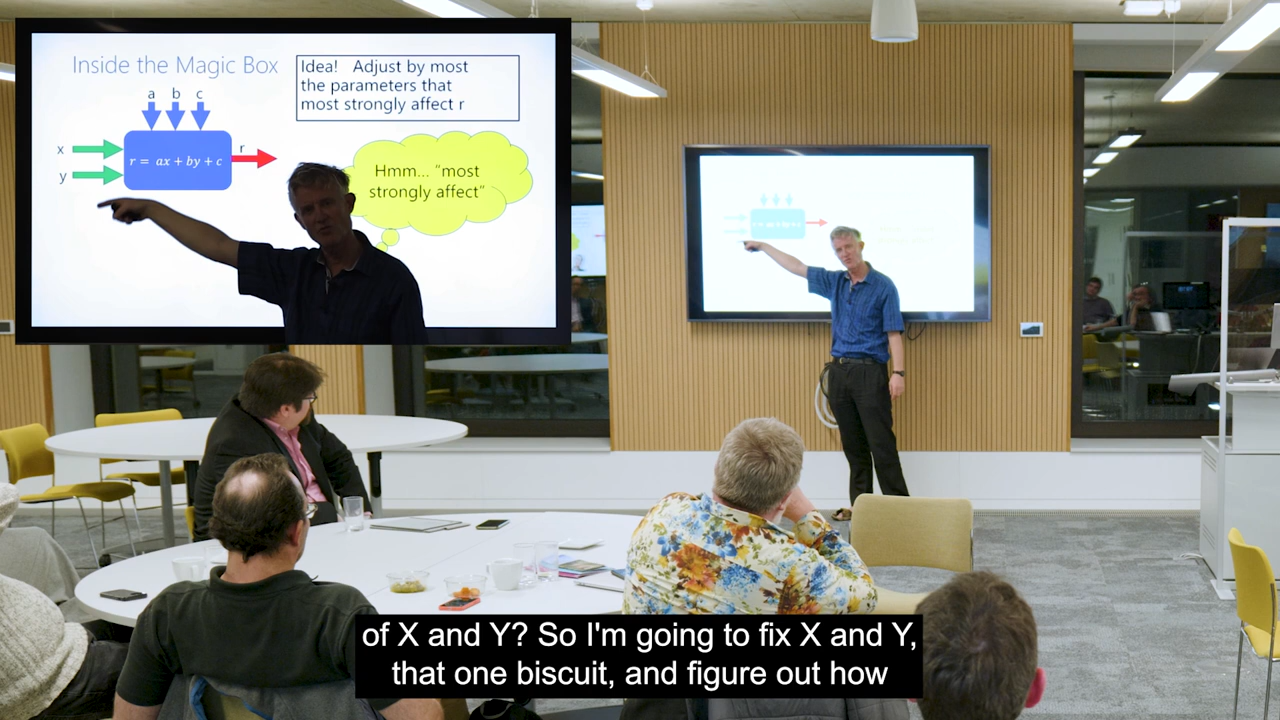 Inside the Magic Box
Idea! Adjust by most
the parameters that
most strongly affect r
a b c
x
y
r = ax + by + c
r
Hmm... “most
strongly affect”
of X and Y? So I'm going to fix X and Y,
that one biscuit, and figure out how